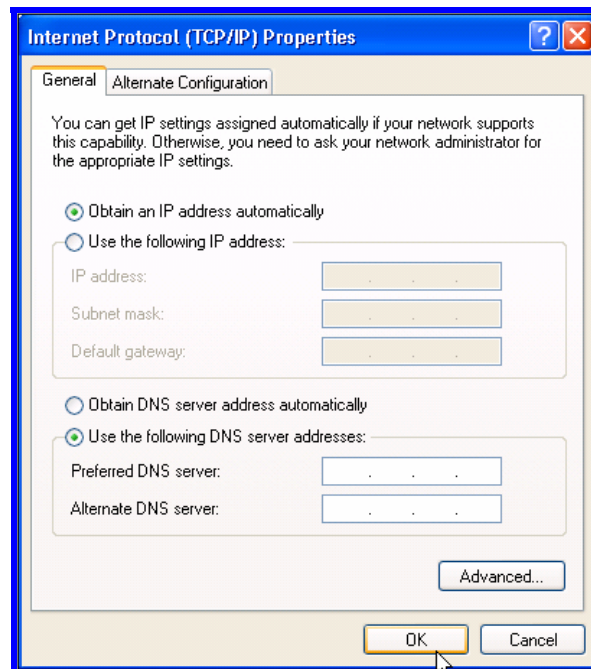 Internet Protocol (TCP/IP) Properties
General Alternate Configuration
You can get IP settings assigned automatically if your network supports
this capability. Otherwise, you need to ask your network administrator for
the appropriate IP settings.
Obtain an IP address automatically
Use the following IP address:
IP address:
Subnet mask:
Default gateway:
Obtain DNS server address automatically
Use the following DNS server addresses:
Preferred DNS server:
Alternate DNS server:
Advanced...
OK Cancel